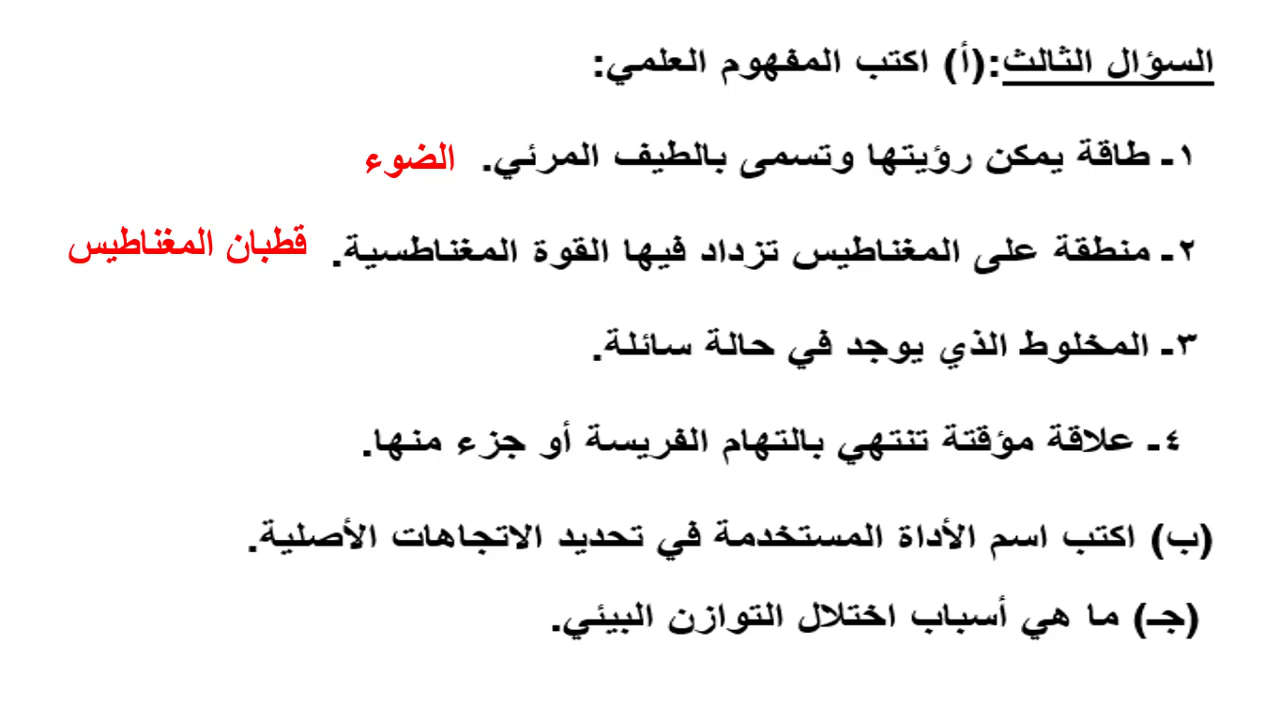 السؤال الثالث:(أ) اكتب المفهوم العلمي:
١ـ طاقة يمكن رؤيتها وتسمى بالطيف المرئي. الضوء
٢ـ منطقة على المغناطيس تزداد فيها القوة المغناطسية. قطبان المغناطيس
٣ـ المخلوط الذي يوجد في حالة سائلة.
٤ـ علاقة مؤقتة تنتهي بالتهام الفريسة أو جزء منها.
(ب) اكتب اسم الأداة المستخدمة في تحديد الاتجاهات الأصلية.
(جـ) ما هي أسباب اختلال التوازن البيئي.